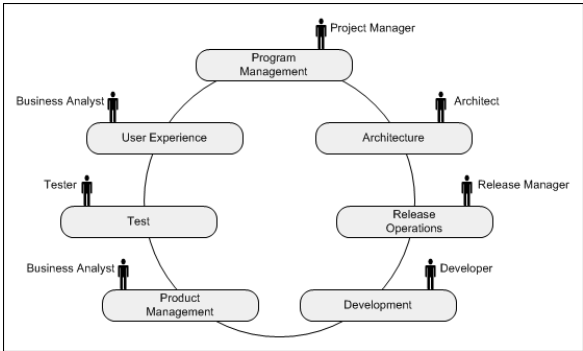 Project Manager
Program
Management
Business Analyst
Architect
User Experience
Architecture
Tester
Release Manager
Test
Release
Operations
Business Analyst
Developer
Product
Management
Development